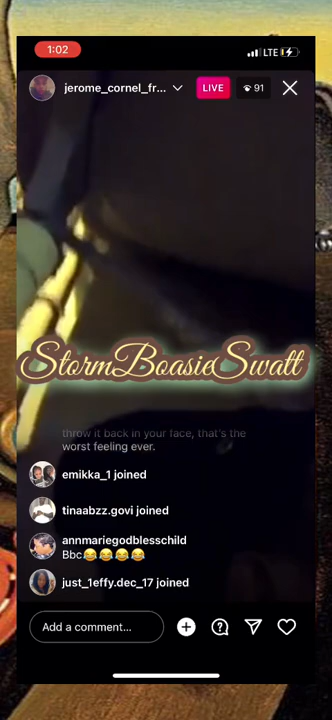 1:02
LTE
jerome_cornel_fr...
LIVE
91
StormBoasieSwatt
throw it back in your face, that's the
worst feeling ever.
emikka_1 joined
tinaabzz.govi joined
annmariegodblesschild
Bbc😂😂😂😂
just_1effy.dec_17 joined
Add a comment...